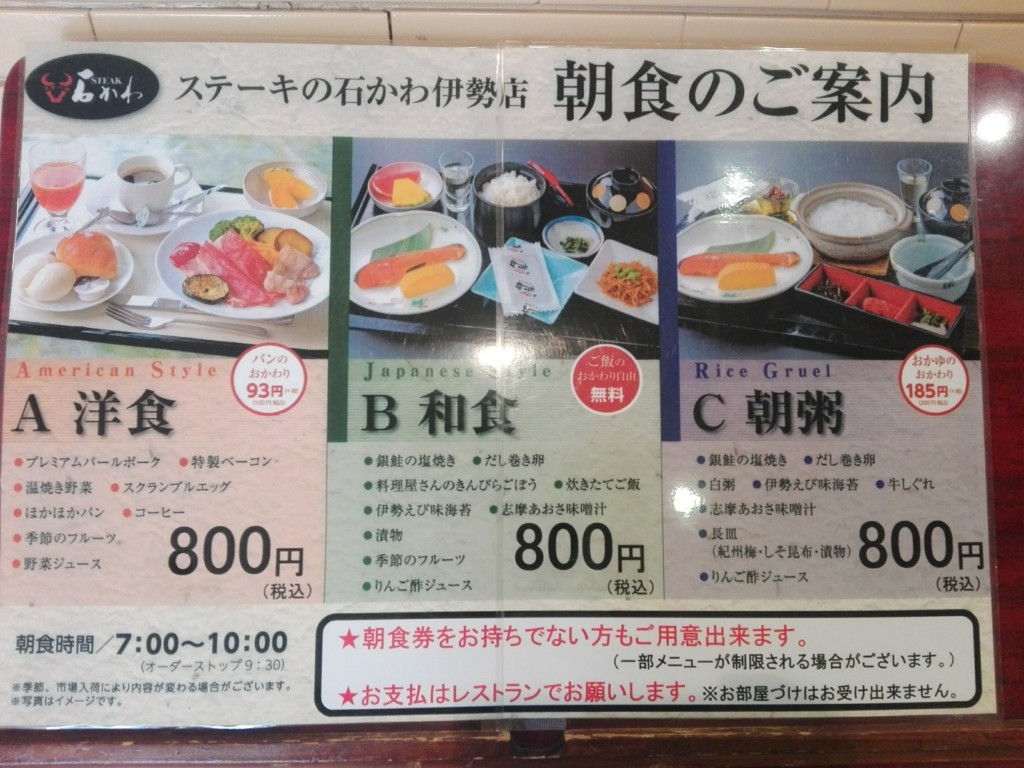 STEAK
石かわ
ステーキの石かわ伊勢店 朝食のご案内
American Style
A 洋食
パンの
おかわり
93円
• プレミアムパールポーク • 特製ベーコン
• 温焼き野菜 • スクランブルエッグ
• ほかほかパン • コーヒー
• 季節のフルーツ
• 野菜ジュース
800円
(税込)
Japanese Style
B 和食
ご飯の
おかわり自由
無料
• 銀鮭の塩焼き • だし巻き卵
• 料理屋さんのきんぴらごぼう • 炊きたてご飯
• 伊勢えび味海苔 • 志摩あおさ味噌汁
• 漬物
• 季節のフルーツ
• りんご酢ジュース
800円
(税込)
Rice Gruel
C 朝粥
おかゆの
おかわり
185円
• 銀鮭の塩焼き • だし巻き卵
• 白粥 • 伊勢えび味海苔 • 牛しぐれ
• 志摩あおさ味噌汁
• 長皿
(紀州梅・しそ昆布・漬物)
• りんご酢ジュース
800円
(税込)
朝食時間/7:00〜10:00
(オーダーストップ9:30)
※季節、市場入荷により内容が変わる場合がございます。
※写真はイメージです。
★朝食券をお持ちでない方もご用意出来ます。
(一部メニューが制限される場合がございます。)
★お支払はレストランでお願いします。※お部屋づけはお受け出来ません。